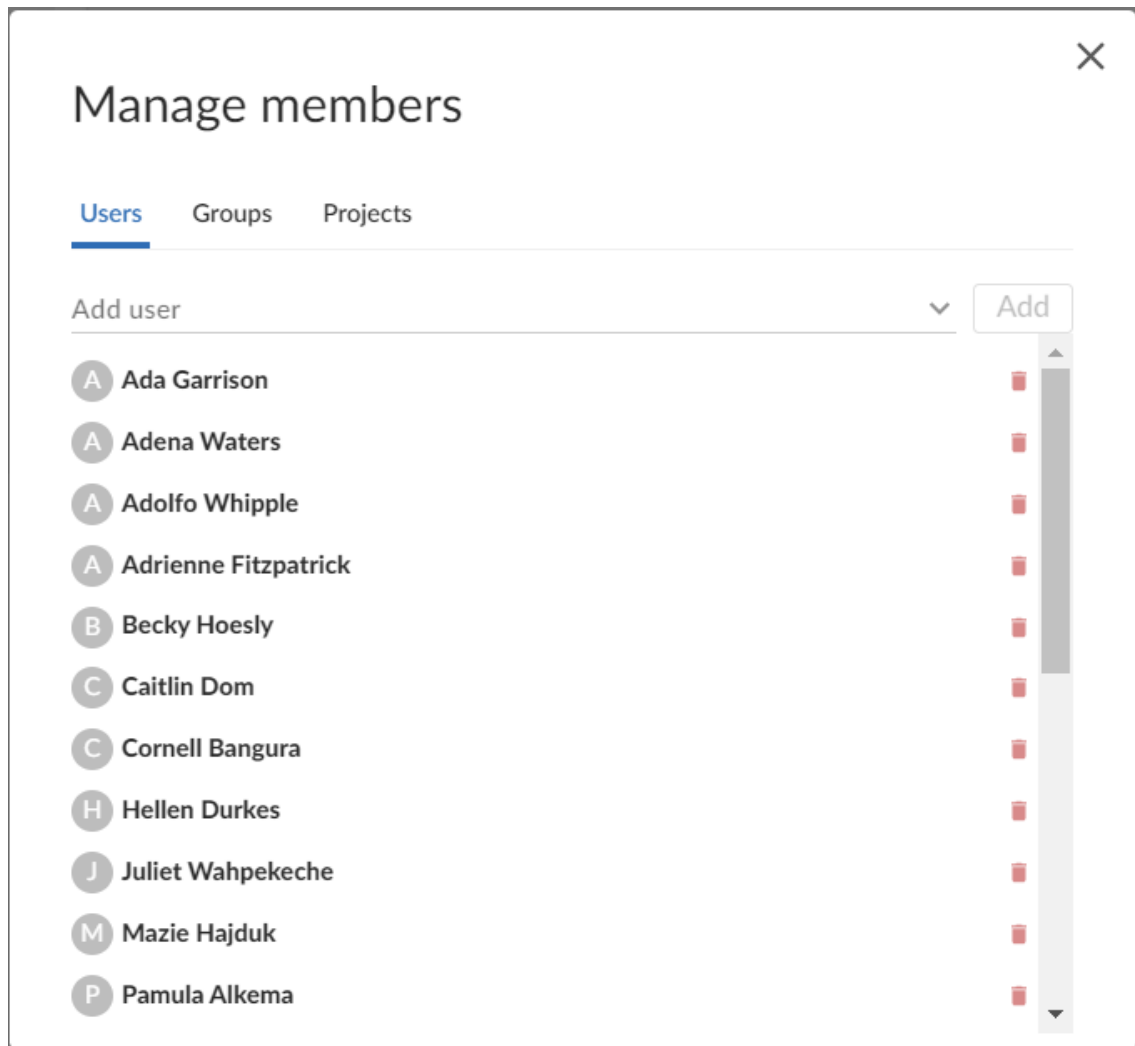 Manage members
Users Groups Projects
Add user Add
A Ada Garrison
A Adena Waters
A Adolfo Whipple
A Adrienne Fitzpatrick
B Becky Hoesly
C Caitlin Dom
C Cornell Bangura
H Hellen Durkes
J Juliet Wahpekeche
M Mazie Hajduk
P Pamula Alkema